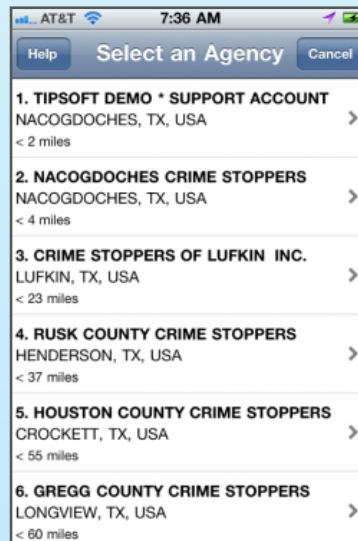 AT&T 7:36 AM
Help Select an Agency Cancel
1. TIPSOFT DEMO * SUPPORT ACCOUNT
NACOGDOCHES, TX, USA
< 2 miles
2. NACOGDOCHES CRIME STOPPERS
NACOGDOCHES, TX, USA
< 4 miles
3. CRIME STOPPERS OF LUFKIN INC.
LUFKIN, TX, USA
< 23 miles
4. RUSK COUNTY CRIME STOPPERS
HENDERSON, TX, USA
< 37 miles
5. HOUSTON COUNTY CRIME STOPPERS
CROCKETT, TX, USA
< 55 miles
6. GREGG COUNTY CRIME STOPPERS
LONGVIEW, TX, USA
< 60 miles